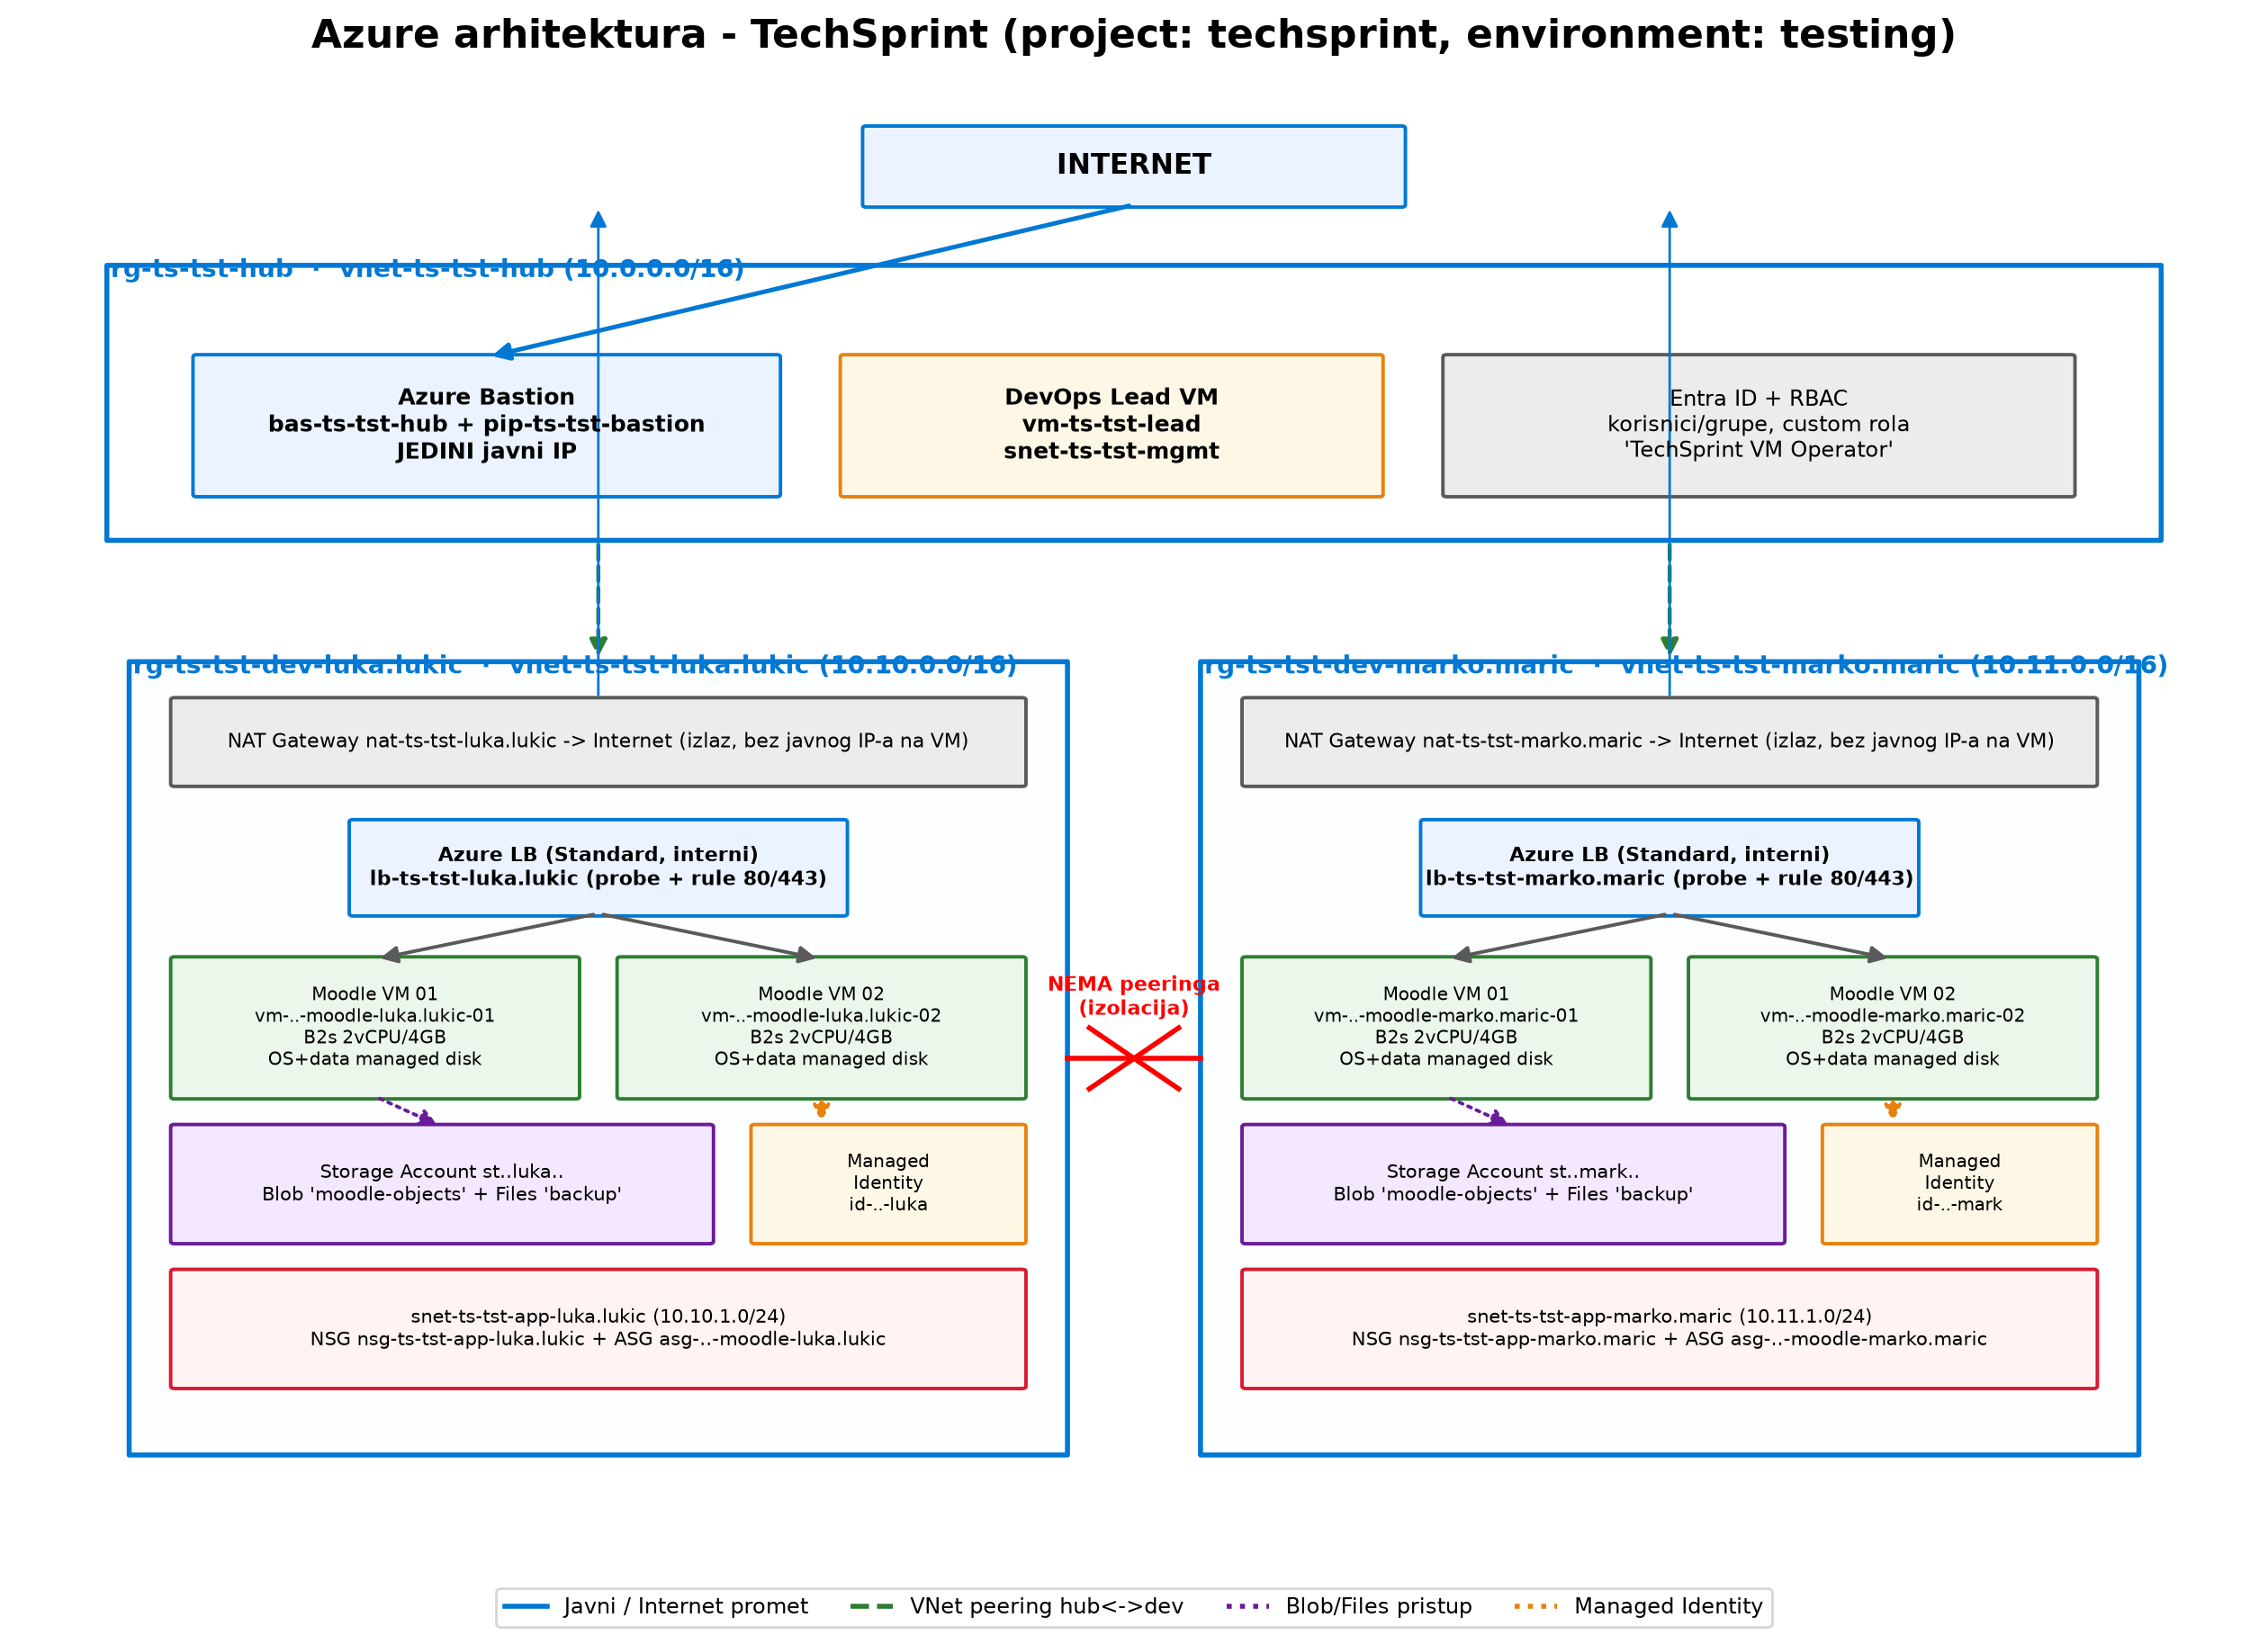 Azure arhitektura - TechSprint (project: techsprint, environment: testing)
INTERNET
rg-ts-tst-hub · vnet-ts-tst-hub (10.0.0.0/16)
Azure Bastion
bas-ts-tst-hub + pip-ts-tst-bastion
JEDINI javni IP
DevOps Lead VM
vm-ts-tst-lead
snet-ts-tst-mgmt
Entra ID + RBAC
korisnici/grupe, custom rola
'TechSprint VM Operator'
rg-ts-tst-dev-luka.lukic · vnet-ts-tst-luka.lukic (10.10.0.0/16)
NAT Gateway nat-ts-tst-luka.lukic -> Internet (izlaz, bez javnog IP-a na VM)
Azure LB (Standard, interni)
lb-ts-tst-luka.lukic (probe + rule 80/443)
Moodle VM 01
vm-..-moodle-luka.lukic-01
B2s 2vCPU/4GB
OS+data managed disk
Moodle VM 02
vm-..-moodle-luka.lukic-02
B2s 2vCPU/4GB
OS+data managed disk
Storage Account st..luka..
Blob 'moodle-objects' + Files 'backup'
Managed
Identity
id-..-luka
snet-ts-tst-app-luka.lukic (10.10.1.0/24)
NSG nsg-ts-tst-app-luka.lukic + ASG asg-..-moodle-luka.lukic
NEMA peeringa
(izolacija)
rg-ts-tst-dev-marko.maric · vnet-ts-tst-marko.maric (10.11.0.0/16)
NAT Gateway nat-ts-tst-marko.maric -> Internet (izlaz, bez javnog IP-a na VM)
Azure LB (Standard, interni)
lb-ts-tst-marko.maric (probe + rule 80/443)
Moodle VM 01
vm-..-moodle-marko.maric-01
B2s 2vCPU/4GB
OS+data managed disk
Moodle VM 02
vm-..-moodle-marko.maric-02
B2s 2vCPU/4GB
OS+data managed disk
Storage Account st..mark..
Blob 'moodle-objects' + Files 'backup'
Managed
Identity
id-..-mark
snet-ts-tst-app-marko.maric (10.11.1.0/24)
NSG nsg-ts-tst-app-marko.maric + ASG asg-..-moodle-marko.maric
Javni / Internet promet
VNet peering hub<->dev
Blob/Files pristup
Managed Identity